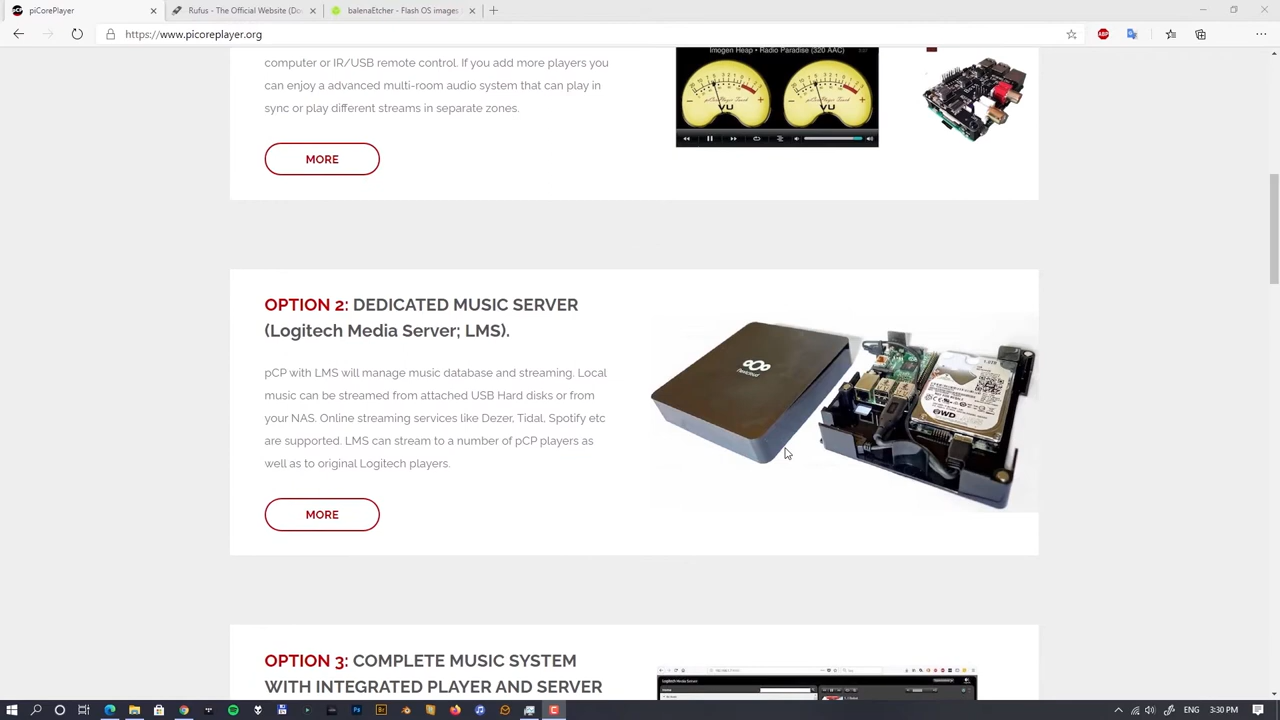 piCorePlayer
Rufus - The Official Website (Do
balenaEtcher - Flash OS images
https://www.picoreplayer.org
ABP
remote control. If you add more players you
can enjoy a advanced multi-room audio system that can play in
sync or play different streams in separate zones.
MORE
Imogen Heap • Radio Paradise (320 AAC)
VU
VU
OPTION 2: DEDICATED MUSIC SERVER
(Logitech Media Server; LMS).
pCP with LMS will manage music database and streaming. Local
music can be streamed from attached USB Hard disks or from
your NAS. Online streaming services like Dezer, Tidal, Spotify etc
are supported. LMS can stream to a number of pCP players as
well as to original Logitech players.
MORE
WD
OPTION 3: COMPLETE MUSIC SYSTEM
WITH INTEGRATED PLAYER AND SERVER
Logitech Media Server
3:30 PM